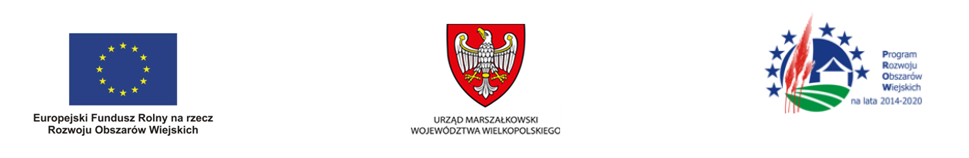 Europejski Fundusz Rolny na rzecz
Rozwoju Obszarów Wiejskich
URZĄD MARSZAŁKOWSKI
WOJEWÓDZTWA WIELKOPOLSKIEGO
Program
Rozwoju
Obszarów
Wiejskich
na lata 2014-2020